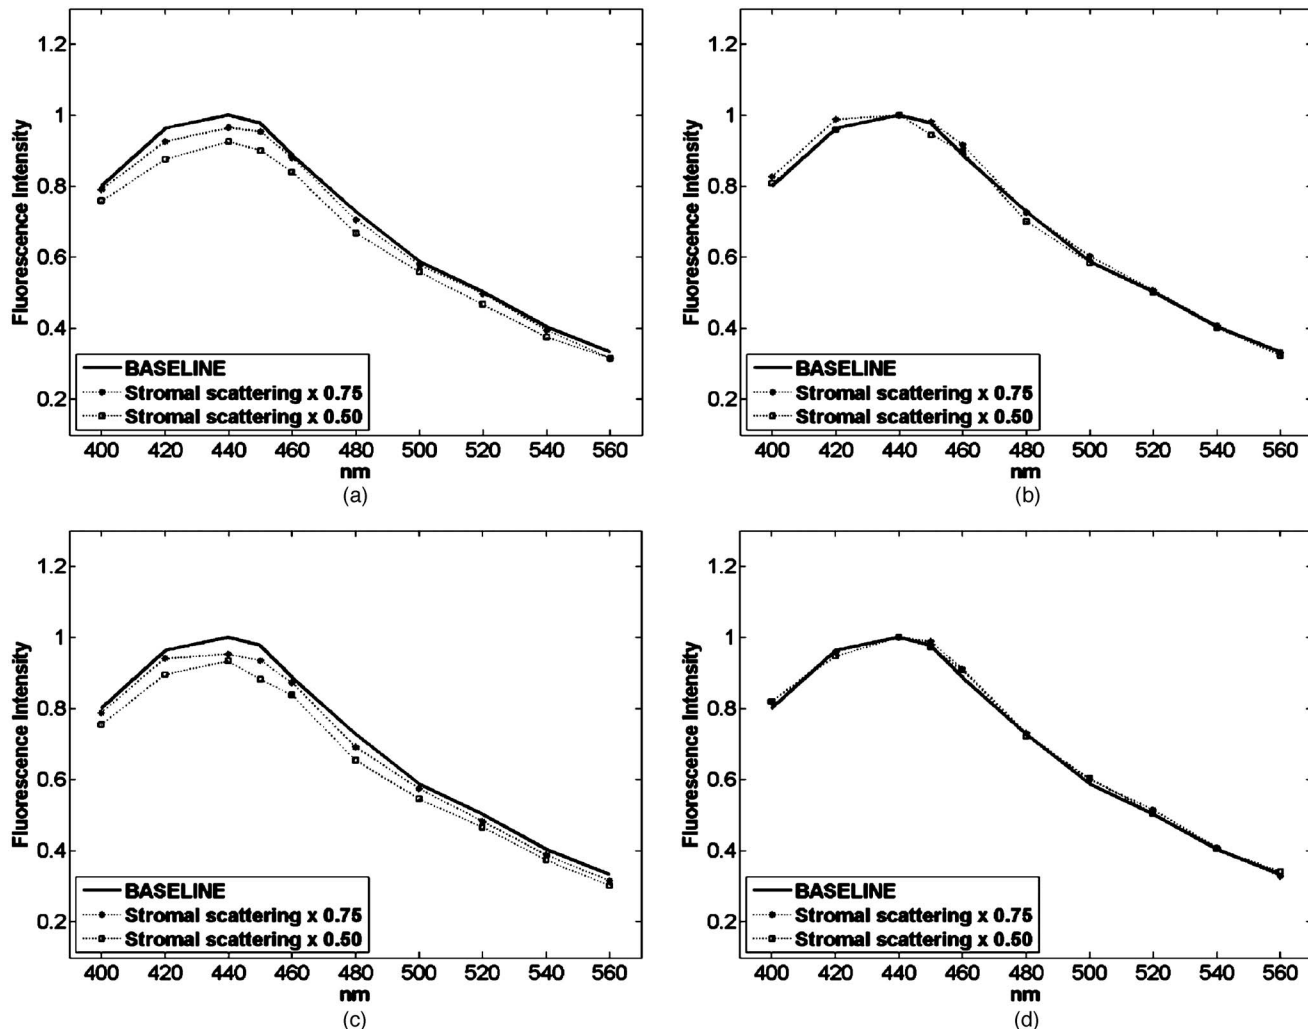 1.2
1
0.8
0.6
0.4
0.2
Fluorescence Intensity
BASELINE
Stromal scattering x 0.75
Stromal scattering x 0.50
400 420 440 460 480 500 520 540 560
nm
(a)
1.2
1
0.8
0.6
0.4
0.2
Fluorescence Intensity
BASELINE
Stromal scattering x 0.75
Stromal scattering x 0.50
400 420 440 460 480 500 520 540 560
nm
(b)
1.2
1
0.8
0.6
0.4
0.2
Fluorescence Intensity
BASELINE
Stromal scattering x 0.75
Stromal scattering x 0.50
400 420 440 460 480 500 520 540 560
nm
(c)
1.2
1
0.8
0.6
0.4
0.2
Fluorescence Intensity
BASELINE
Stromal scattering x 0.75
Stromal scattering x 0.50
400 420 440 460 480 500 520 540 560
nm
(d)